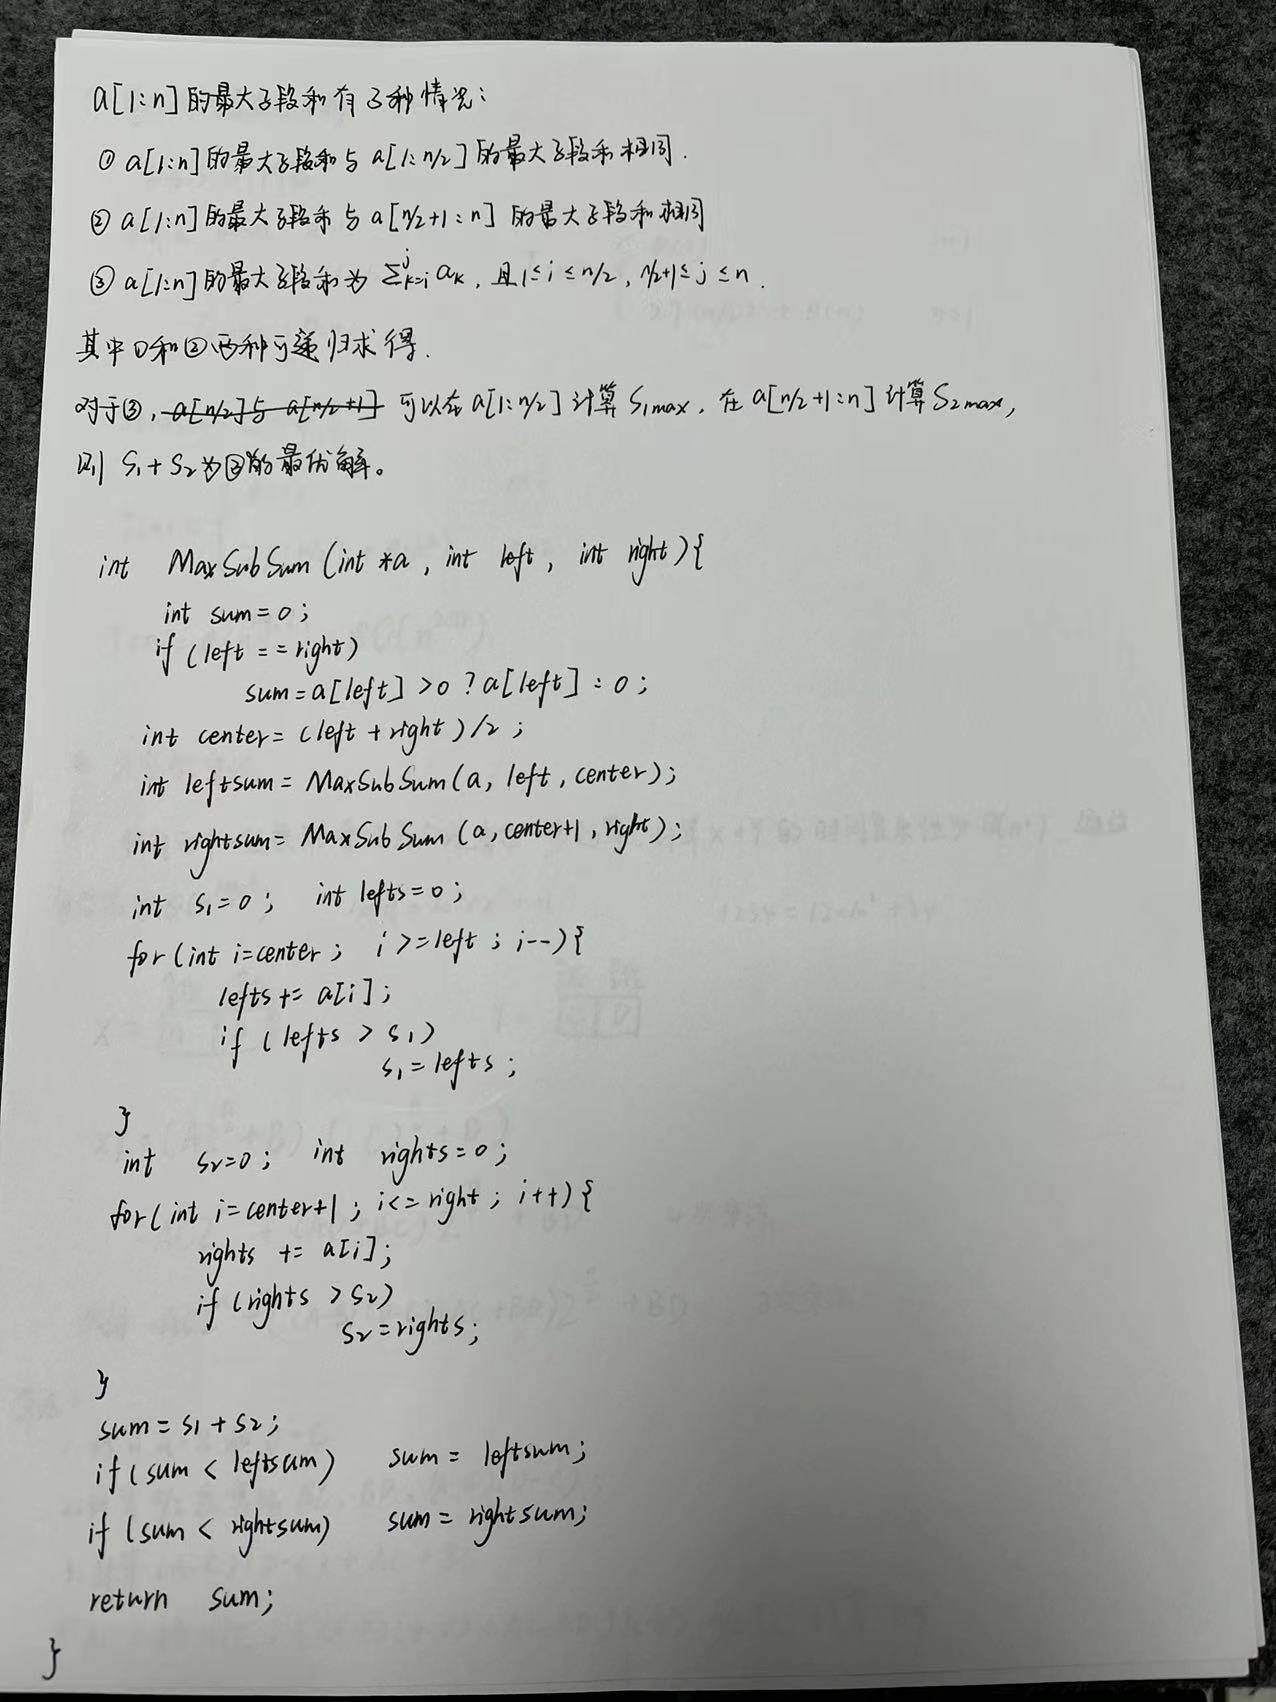 a[1:n]的最大子段和有3种情况：
① a[1:n]的最大子段和与 a[1:n/2]的最大子段和相同.
② a[1:n]的最大子段和与 a[n/2+1:n] 的最大子段和相同
③ a[1:n]的最大子段和为 ∑ʲₖ₌ᵢ aₖ, 且1≤i≤n/2, n/2+1≤j≤n.
其中①和②两种可递归求得.
对于③, a[n/2]与 a[n/2+1] 可以在a[1:n/2]计算S₁max, 在a[n/2+1:n]计算S₂max,
则 S₁+S₂为③的最优解。
int MaxSubSum(int *a, int left, int right){
int sum=0;
if (left == right)
sum=a[left]>0?a[left]:0;
int center=(left+right)/2;
int leftsum=MaxSubSum(a, left, center);
int rightsum=MaxSubSum(a, center+1, right);
int s₁=0; int lefts=0;
for(int i=center; i>=left; i--){
lefts+=a[i];
if(lefts > s₁)
s₁=lefts;
}
int s₂=0; int rights=0;
for(int i=center+1; i<=right; i++){
rights += a[i];
if(rights >s₂)
s₂=rights;
}
sum=s₁+s₂;
if(sum < leftsum) sum = leftsum;
if(sum < rightsum) sum = rightsum;
return sum;
}